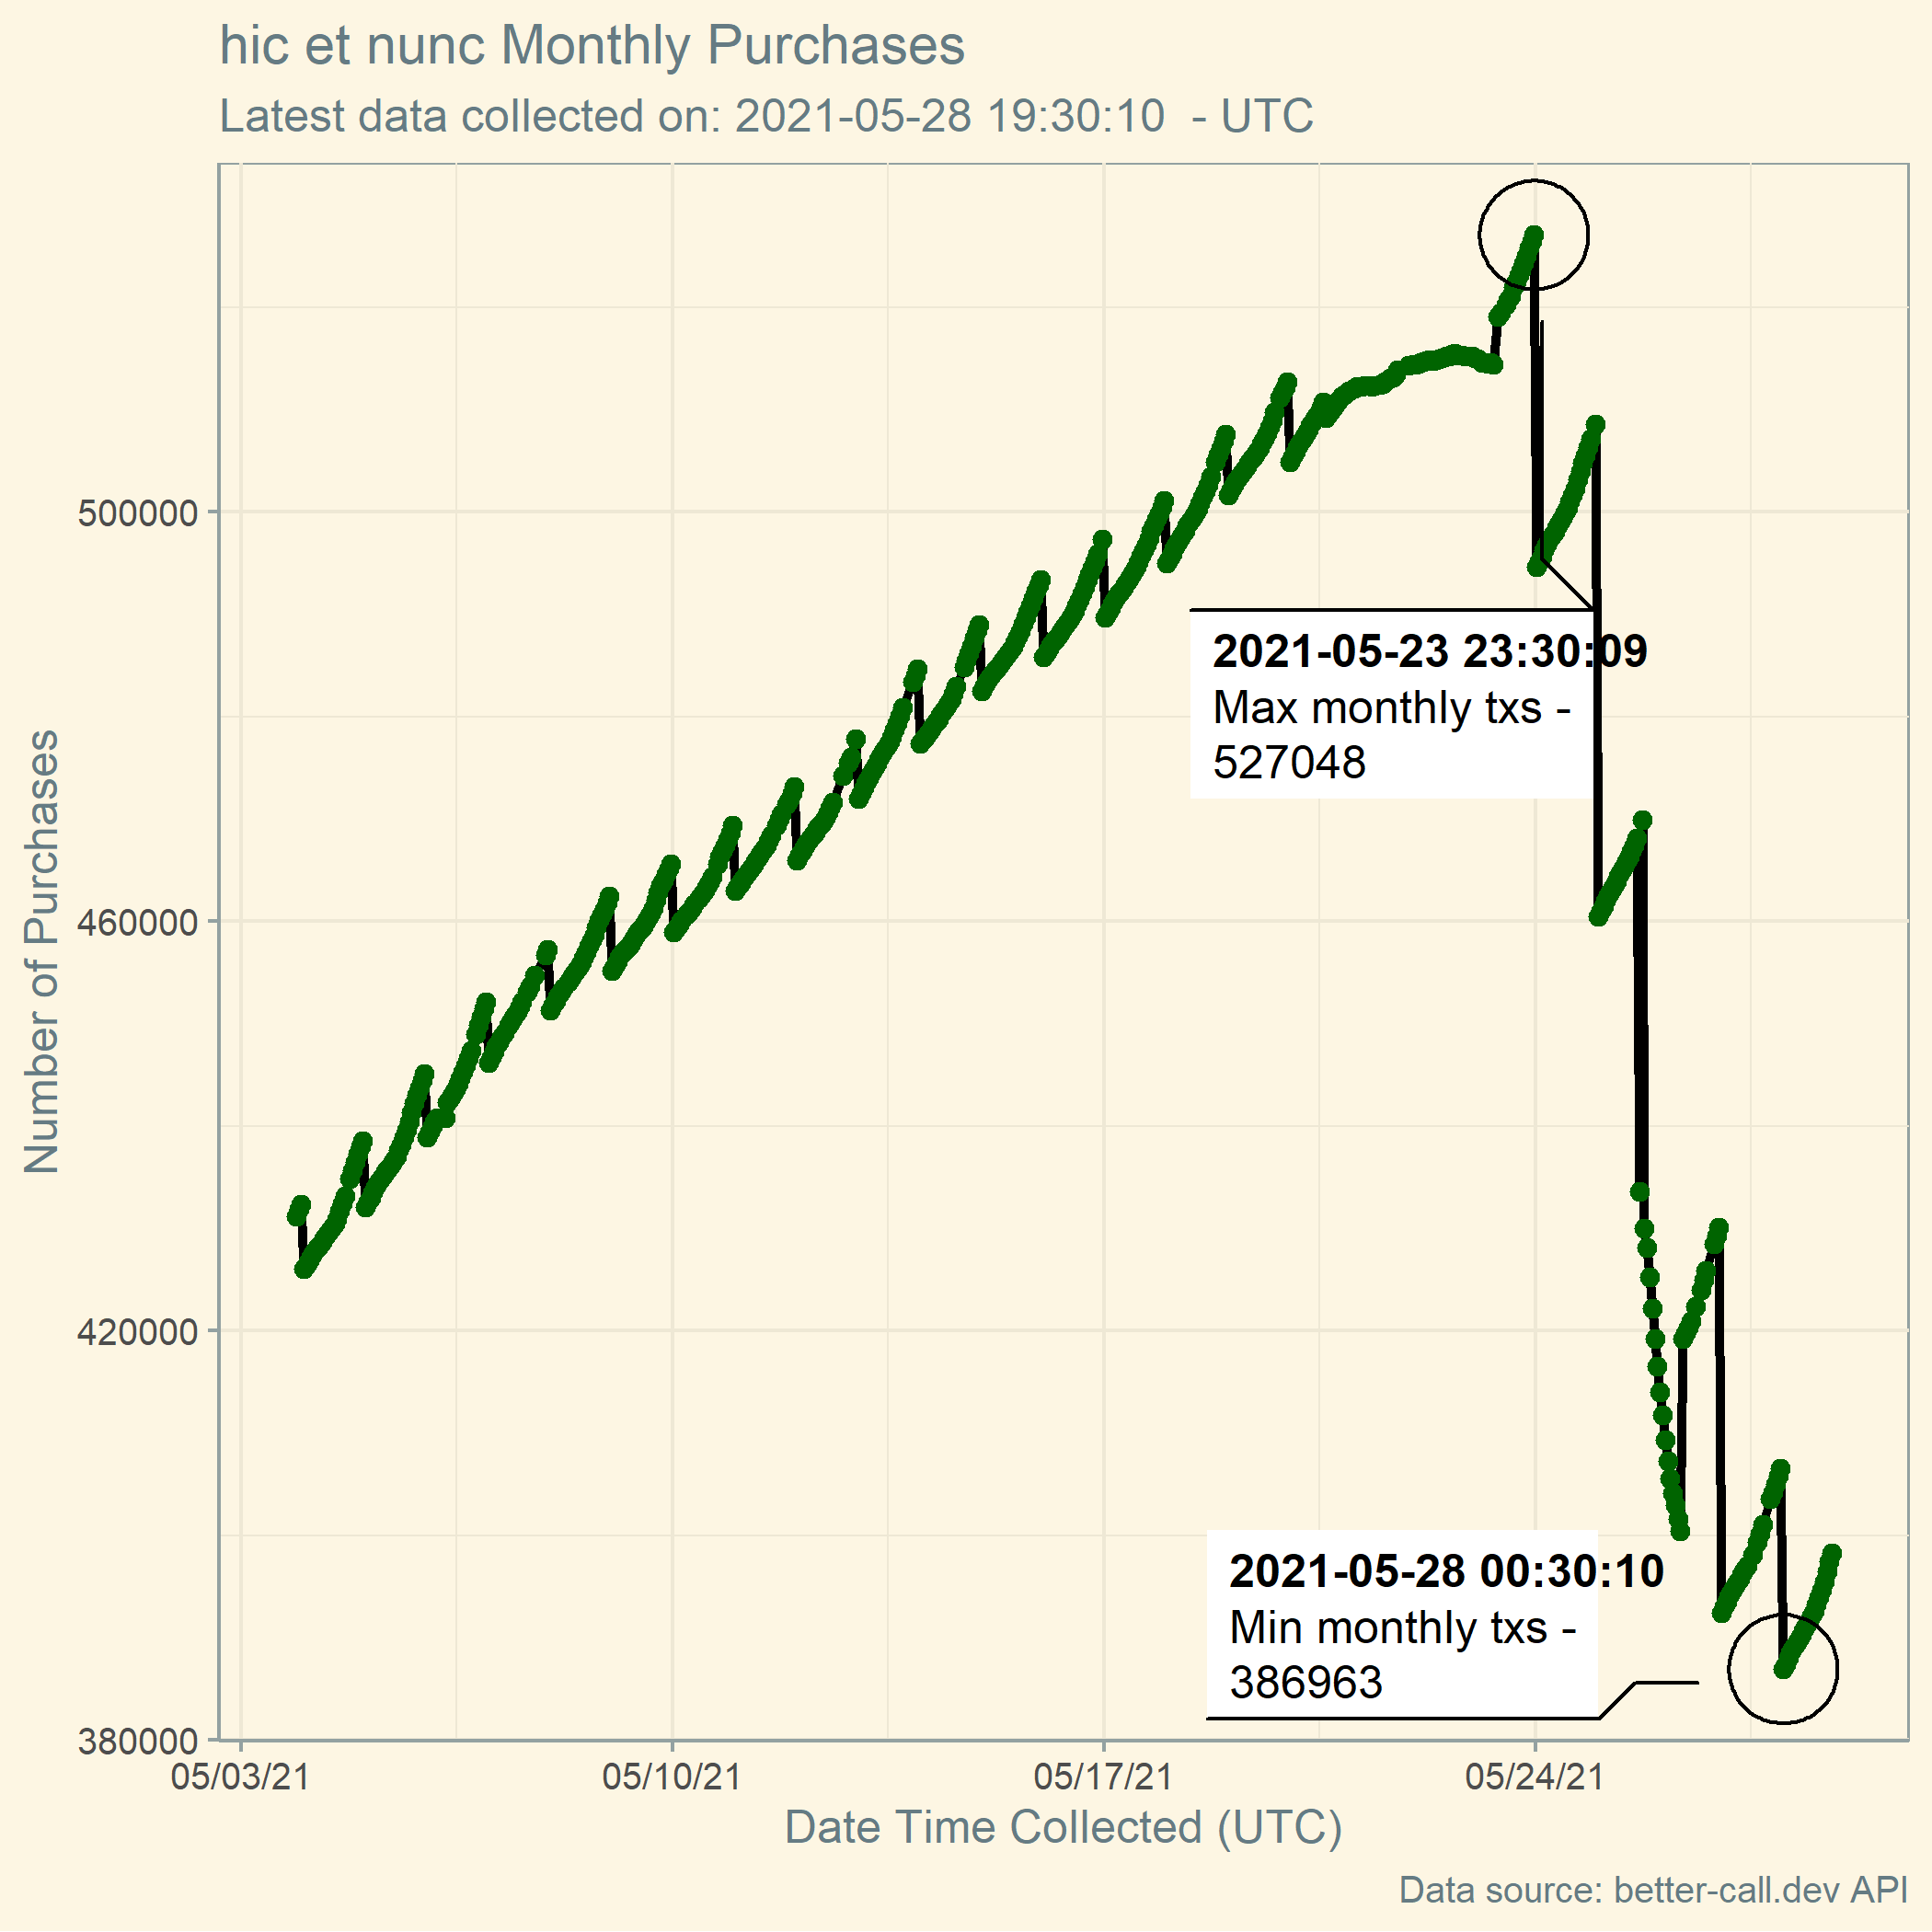 hic et nunc Monthly Purchases
Latest data collected on: 2021-05-28 19:30:10  - UTC
Number of Purchases
500000
460000
420000
380000
2021-05-23 23:30:09
Max monthly txs -
527048
2021-05-28 00:30:10
Min monthly txs -
386963
05/03/21
05/10/21
05/17/21
05/24/21
Date Time Collected (UTC)
Data source: better-call.dev API